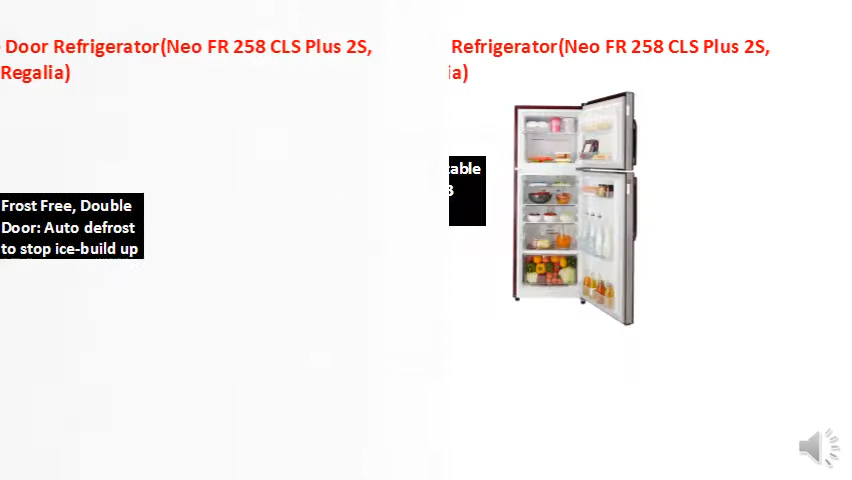 Door Refrigerator(Neo FR 258 CLS Plus 2S,
Regalia)
Frost Free, Double
Door: Auto defrost
to stop ice-build up
Refrigerator(Neo FR 258 CLS Plus 2S,
ia)
table
3